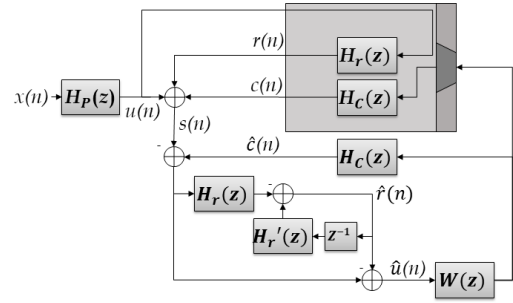 r(n)
H_r(z)
x(n)
H_P(z)
u(n)
c(n)
H_C(z)
s(n)
-
ĉ(n)
H_C(z)
H_r(z)
-
r̂(n)
H_r'(z)
z⁻¹
-
û(n)
W(z)